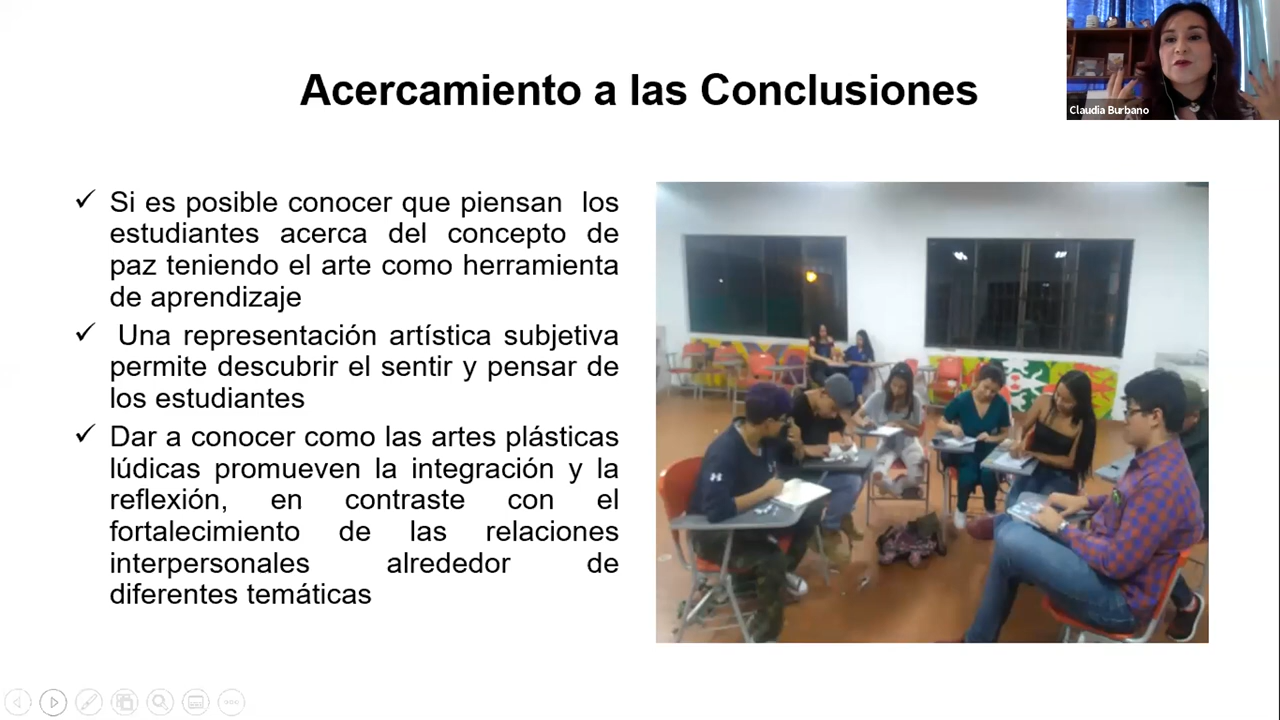 Acercamiento a las Conclusiones
Claudia Burbano
✓ Si es posible conocer que piensan los
estudiantes acerca del concepto de
paz teniendo el arte como herramienta
de aprendizaje
✓ Una representación artística subjetiva
permite descubrir el sentir y pensar de
los estudiantes
✓ Dar a conocer como las artes plásticas
lúdicas promueven la integración y la
reflexión, en contraste con el
fortalecimiento de las relaciones
interpersonales alrededor de
diferentes temáticas